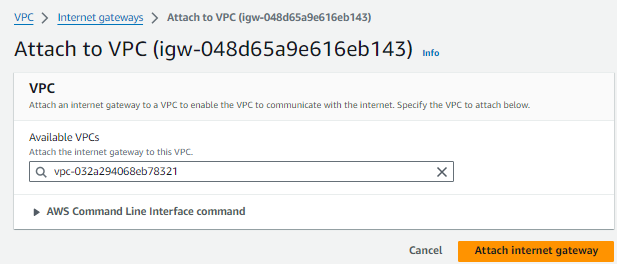 VPC > Internet gateways > Attach to VPC (igw-048d65a9e616eb143)
Attach to VPC (igw-048d65a9e616eb143) Info
VPC
Attach an internet gateway to a VPC to enable the VPC to communicate with the internet. Specify the VPC to attach below.
Available VPCs
Attach the internet gateway to this VPC.
vpc-032a294068eb78321
AWS Command Line Interface command
Cancel Attach internet gateway